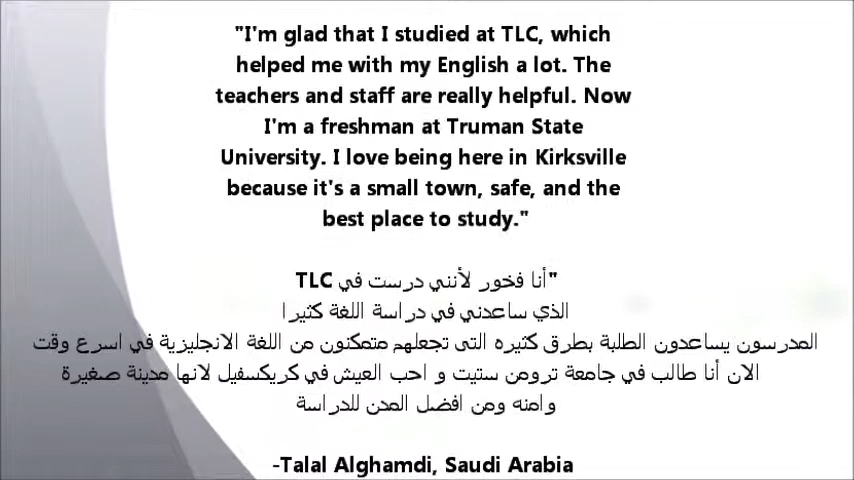 "I'm glad that I studied at TLC, which
helped me with my English a lot. The
teachers and staff are really helpful. Now
I'm a freshman at Truman State
University. I love being here in Kirksville
because it's a small town, safe, and the
best place to study."
"أنا فخور لأنني درست في TLC
الذي ساعدني في دراسة اللغة كثيرا
المدرسون يساعدون الطلبة بطرق كثيره التى تجعلهم متمكنون من اللغة الانجليزية في اسرع وقت
الان أنا طالب في جامعة ترومن ستيت و احب العيش في كريكسفيل لانها مدينة صغيرة
وامنه ومن افضل المدن للدراسة
-Talal Alghamdi, Saudi Arabia